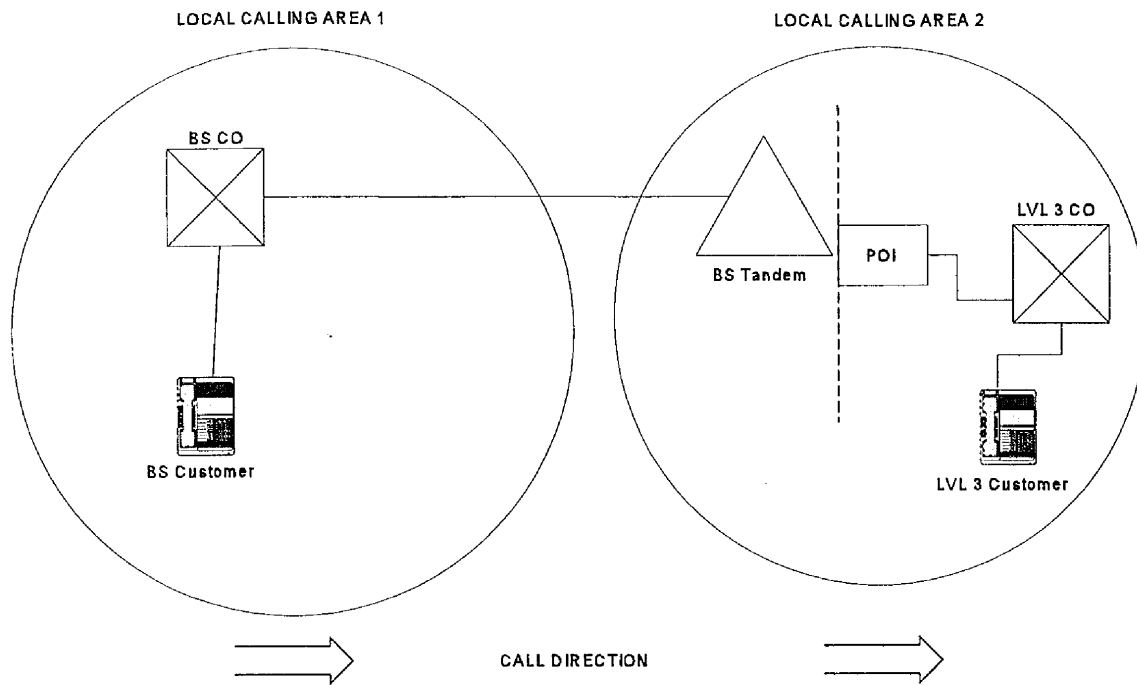 LOCAL CALLING AREA 1
LOCAL CALLING AREA 2
BS CO
LVL 3 CO
POI
BS Tandem
BS Customer
LVL 3 Customer
CALL DIRECTION